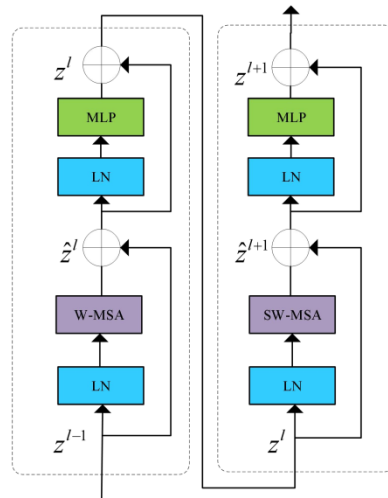 z^l
MLP
LN
ẑ^l
W-MSA
LN
z^{l-1}
z^{l+1}
MLP
LN
ẑ^{l+1}
SW-MSA
LN
z^l